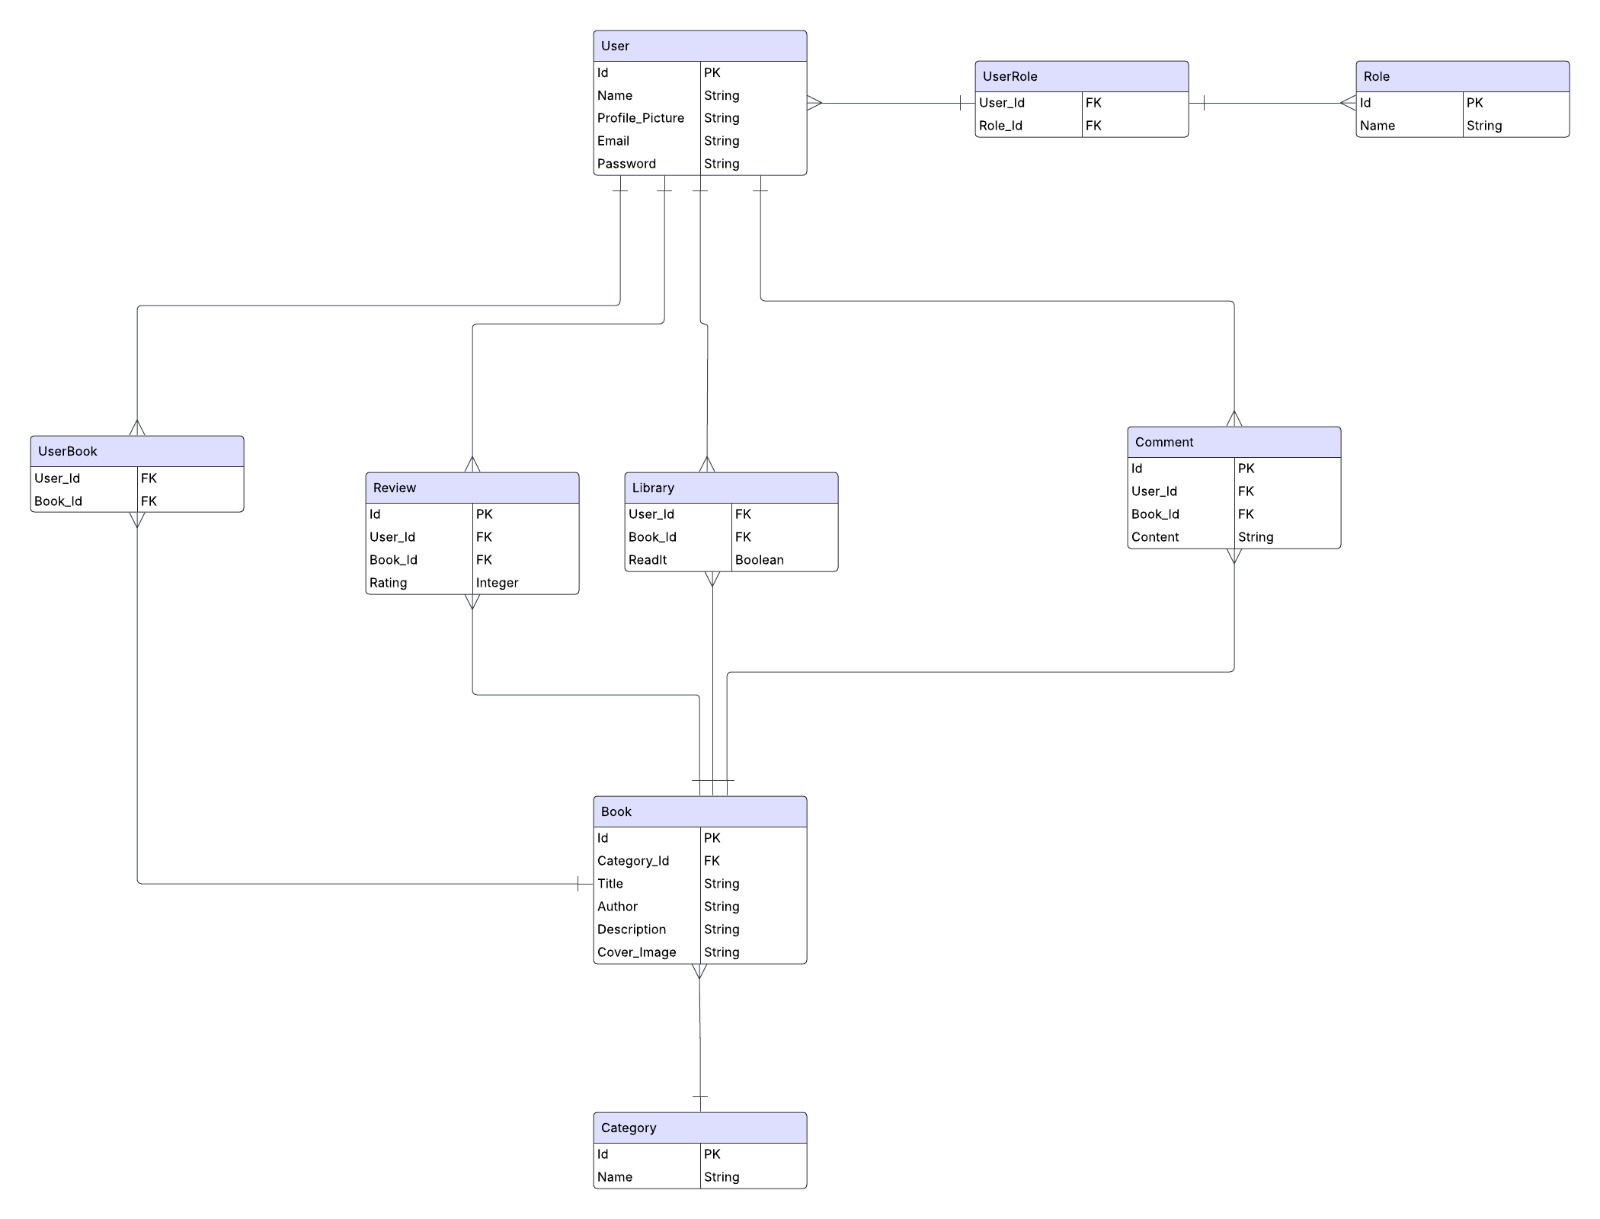 User
Id PK
Name String
Profile_Picture String
Email String
Password String
UserRole
User_Id FK
Role_Id FK
Role
Id PK
Name String
UserBook
User_Id FK
Book_Id FK
Review
Id PK
User_Id FK
Book_Id FK
Rating Integer
Library
User_Id FK
Book_Id FK
ReadIt Boolean
Comment
Id PK
User_Id FK
Book_Id FK
Content String
Book
Id PK
Category_Id FK
Title String
Author String
Description String
Cover_Image String
Category
Id PK
Name String